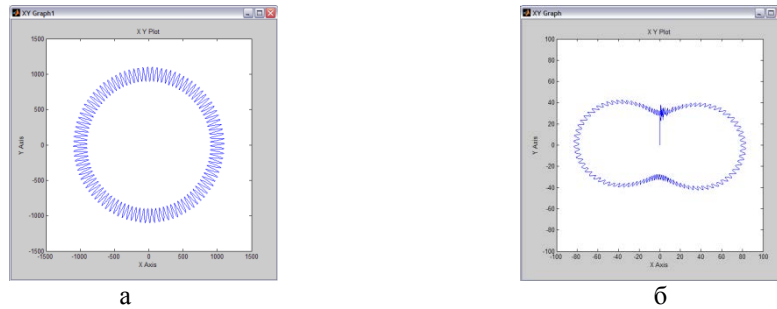 XY Graph1
X Y Plot
1500
1000
500
0
-500
-1000
-1500
Y Axis
-1500 -1000 -500 0 500 1000 1500
X Axis
а
XY Graph
X Y Plot
100
80
60
40
20
0
-20
-40
-60
-80
-100
Y Axis
-100 -80 -60 -40 -20 0 20 40 60 80 100
X Axis
б